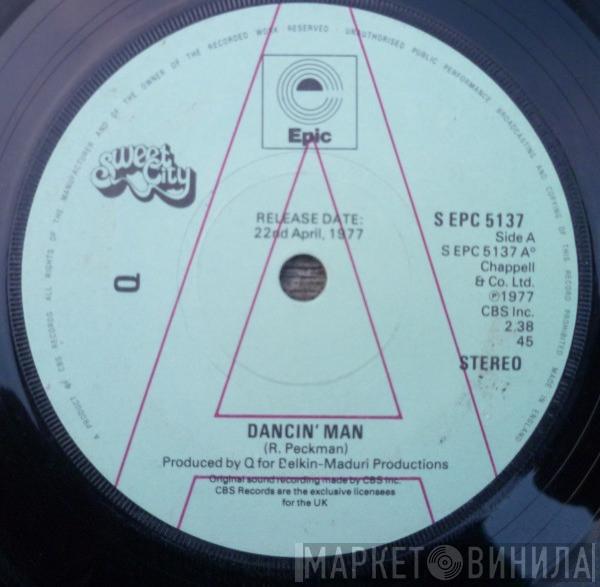 A PRODUCT OF CBS RECORDS ALL RIGHTS OF THE MANUFACTURER AND OF THE OWNER OF THE RECORDED WORK RESERVED · UNAUTHORISED PUBLIC PERFORMANCE BROADCASTING AND COPYING OF THIS RECORD PROHIBITED MADE IN ENGLAND
Epic
Sweet City
RELEASE DATE:
22nd April, 1977
Q
S EPC 5137
Side A
S EPC 5137 A°
Chappell
& Co. Ltd.
℗1977
CBS Inc.
2.38
45
STEREO
A
DANCIN' MAN
(R. Peckman)
Produced by Q for Belkin-Maduri Productions
Original sound recording made by CBS Inc.
CBS Records are the exclusive licensees
for the UK
МАРКЕТ ВИНИЛА